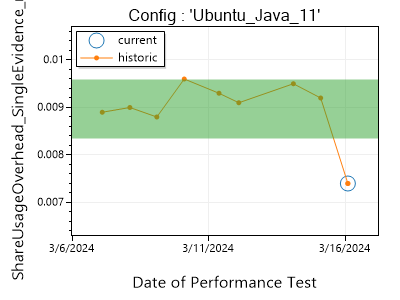 Config : 'Ubuntu_Java_11'
current
historic
ShareUsageOverhead_SingleEvidence_
0.01
0.009
0.008
0.007
3/6/2024
3/11/2024
3/16/2024
Date of Performance Test